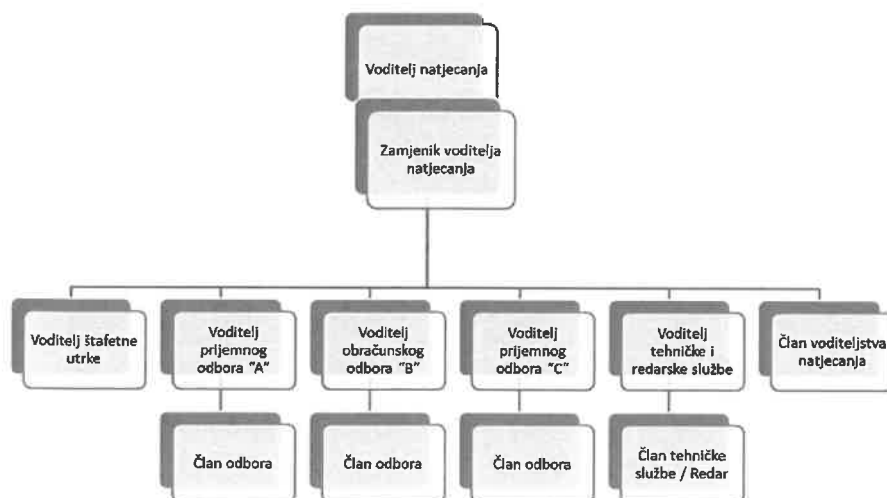 Voditelj natjecanja
Zamjenik voditelja
natjecanja
Voditelj štafetne
utrke
Voditelj
prijemnog
odbora "A"
Voditelj
obračunskog
odbora "B"
Voditelj
prijemnog
odbora "C"
Voditelj
tehničke i
redarske službe
Član voditeljstva
natjecanja
Član odbora
Član odbora
Član odbora
Član tehničke
službe / Redar